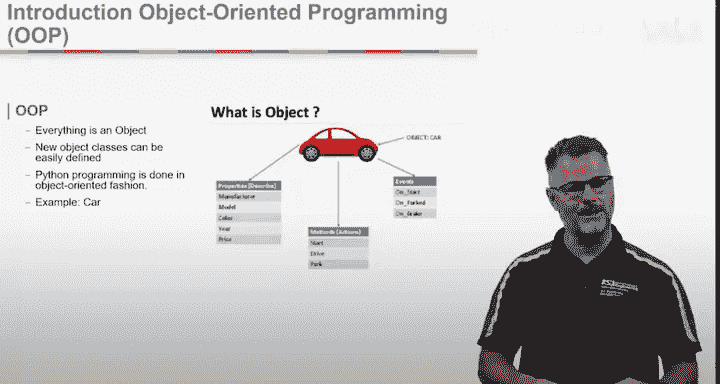 Introduction Object-Oriented Programming
(OOP)
OOP
– Everything is an Object
– New object classes can be
easily defined
– Python programming is done in
object-oriented fashion.
– Example: Car
What is Object ?
OBJECT: CAR
Properties (Describe)
Manufacturer
Model
Color
Year
Price
Methods (Actions)
Start
Drive
Park
Events
On_Start
On_Parked
On_Brake